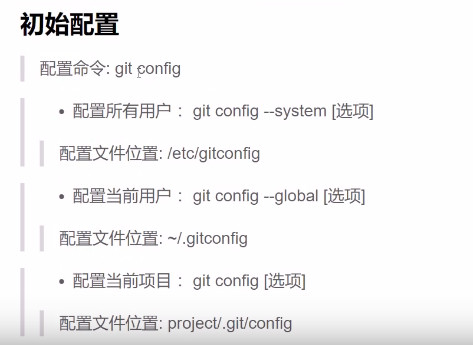 初始配置
配置命令: git config
• 配置所有用户： git config --system [选项]
配置文件位置: /etc/gitconfig
• 配置当前用户： git config --global [选项]
配置文件位置: ~/.gitconfig
• 配置当前项目： git config [选项]
配置文件位置: project/.git/config